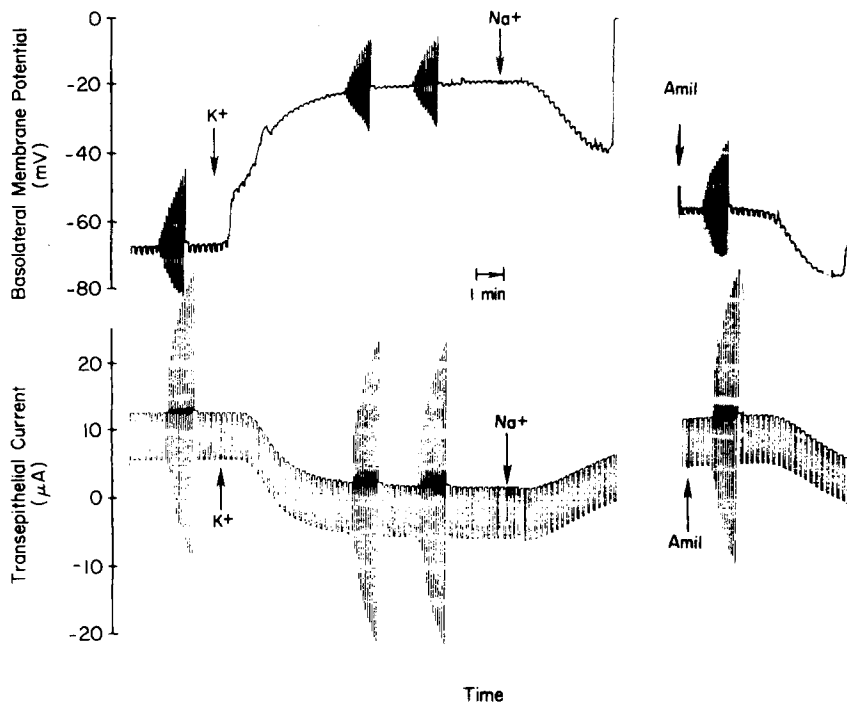 Basolateral Membrane Potential
(mV)
0
-20
-40
-60
-80
K+
Na+
Amil
1 min
Transepithelial Current
(μA)
20
10
0
-10
-20
K+
Na+
Amil
Time